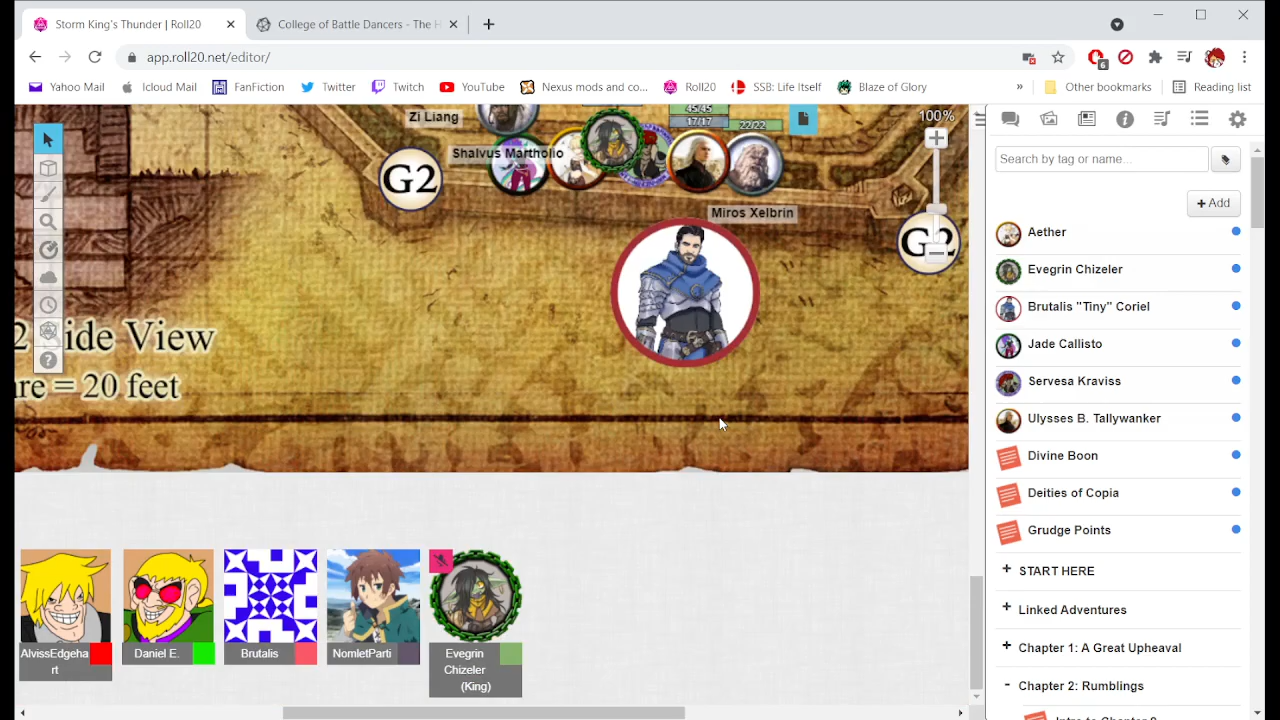 Storm King's Thunder | Roll20
College of Battle Dancers - The H
app.roll20.net/editor/
6
Yahoo Mail
Icloud Mail
FanFiction
Twitter
Twitch
YouTube
Nexus mods and co...
Roll20
SSB: Life Itself
Blaze of Glory
»
Other bookmarks
Reading list
Zi Liang
45/45
17/17
22/22
100%
Shalvus Martholio
G2
Miros Xelbrin
G2
2 Side View
are = 20 feet
Search by tag or name...
+ Add
Aether
Evegrin Chizeler
Brutalis "Tiny" Coriel
Jade Callisto
Servesa Kraviss
Ulysses B. Tallywanker
Divine Boon
Deities of Copia
Grudge Points
+ START HERE
+ Linked Adventures
+ Chapter 1: A Great Upheaval
- Chapter 2: Rumblings
AlvissEdgeha
rt
Daniel E.
Brutalis
NomletParti
Evegrin
Chizeler
(King)